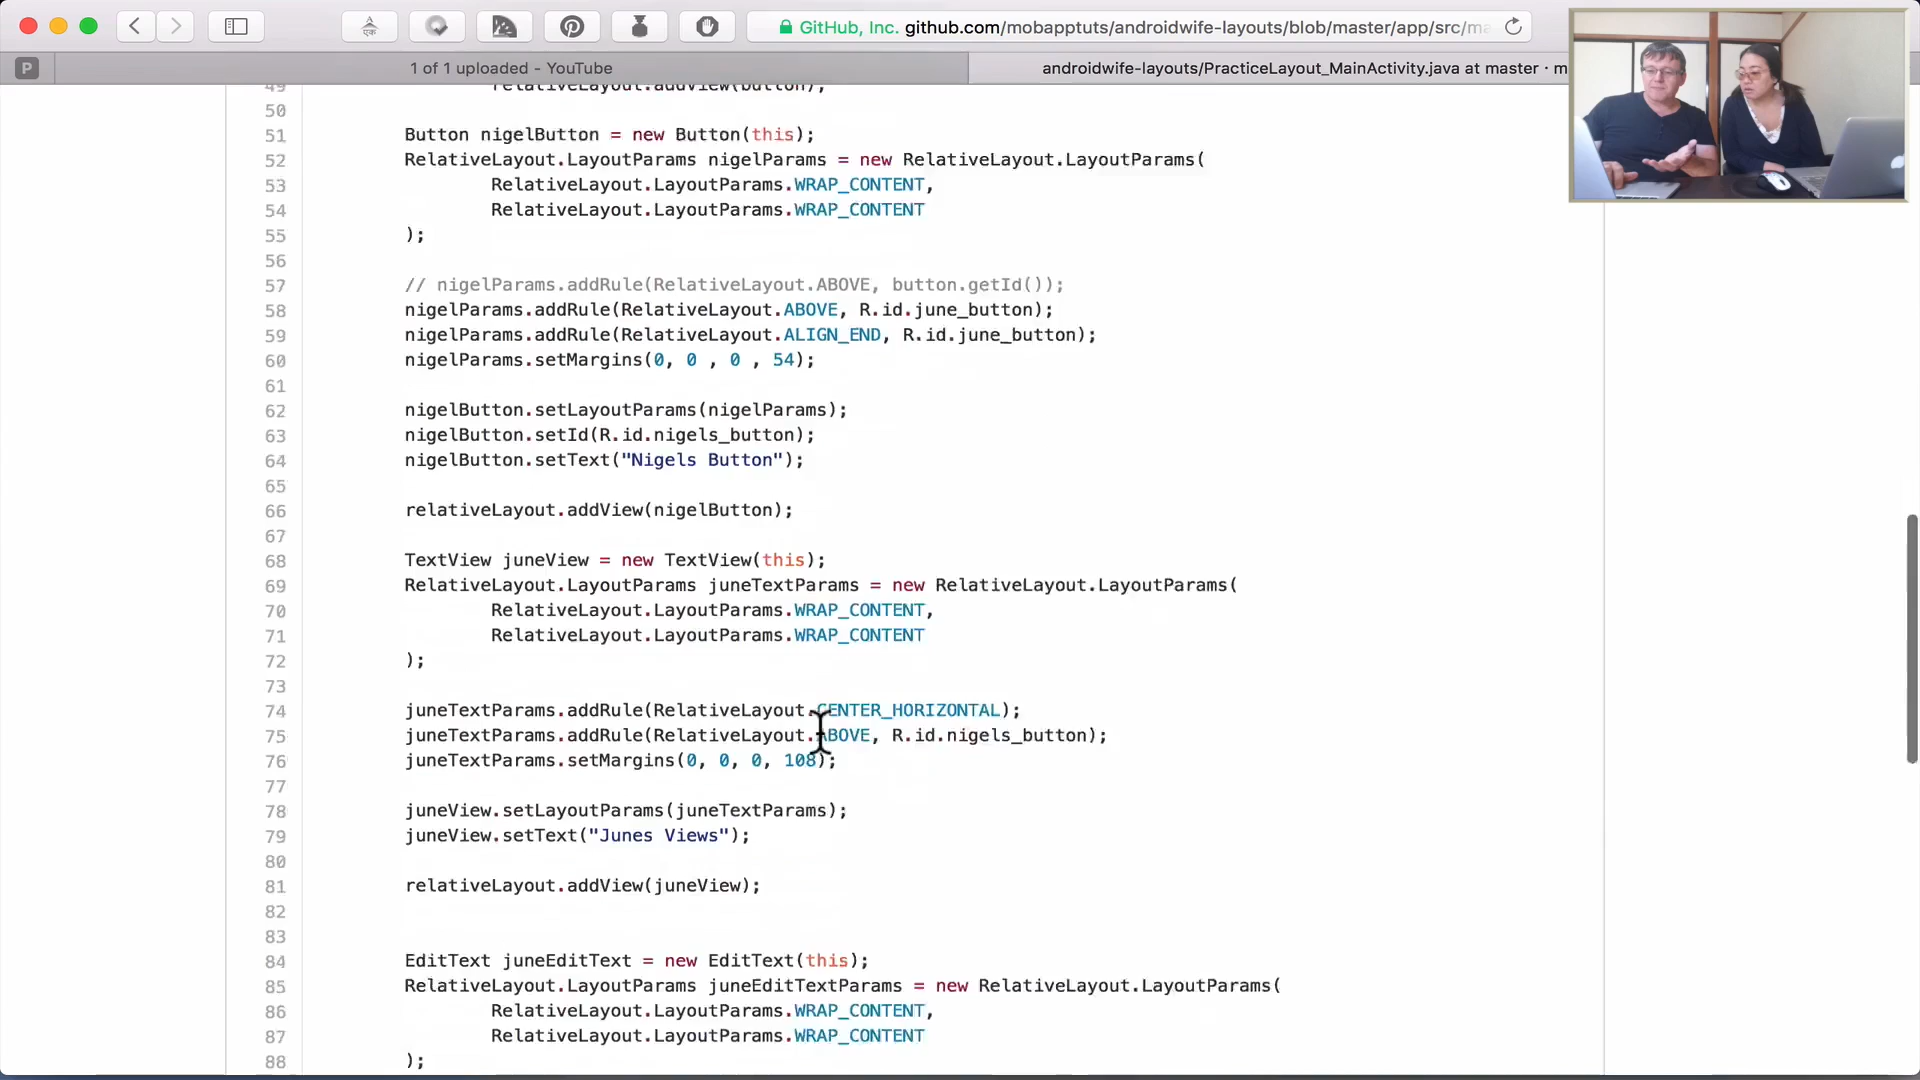 एक
GitHub, Inc. github.com/mobapptuts/androidwife-layouts/blob/master/app/src/ma
P
1 of 1 uploaded - YouTube
androidwife-layouts/PracticeLayout_MainActivity.java at master · m
49 relativeLayout.addView(button);
50
51 Button nigelButton = new Button(this);
52 RelativeLayout.LayoutParams nigelParams = new RelativeLayout.LayoutParams(
53 RelativeLayout.LayoutParams.WRAP_CONTENT,
54 RelativeLayout.LayoutParams.WRAP_CONTENT
55 );
56
57 // nigelParams.addRule(RelativeLayout.ABOVE, button.getId());
58 nigelParams.addRule(RelativeLayout.ABOVE, R.id.june_button);
59 nigelParams.addRule(RelativeLayout.ALIGN_END, R.id.june_button);
60 nigelParams.setMargins(0, 0 , 0 , 54);
61
62 nigelButton.setLayoutParams(nigelParams);
63 nigelButton.setId(R.id.nigels_button);
64 nigelButton.setText("Nigels Button");
65
66 relativeLayout.addView(nigelButton);
67
68 TextView juneView = new TextView(this);
69 RelativeLayout.LayoutParams juneTextParams = new RelativeLayout.LayoutParams(
70 RelativeLayout.LayoutParams.WRAP_CONTENT,
71 RelativeLayout.LayoutParams.WRAP_CONTENT
72 );
73
74 juneTextParams.addRule(RelativeLayout.CENTER_HORIZONTAL);
75 juneTextParams.addRule(RelativeLayout.ABOVE, R.id.nigels_button);
76 juneTextParams.setMargins(0, 0, 0, 108);
77
78 juneView.setLayoutParams(juneTextParams);
79 juneView.setText("Junes Views");
80
81 relativeLayout.addView(juneView);
82
83
84 EditText juneEditText = new EditText(this);
85 RelativeLayout.LayoutParams juneEditTextParams = new RelativeLayout.LayoutParams(
86 RelativeLayout.LayoutParams.WRAP_CONTENT,
87 RelativeLayout.LayoutParams.WRAP_CONTENT
88 );